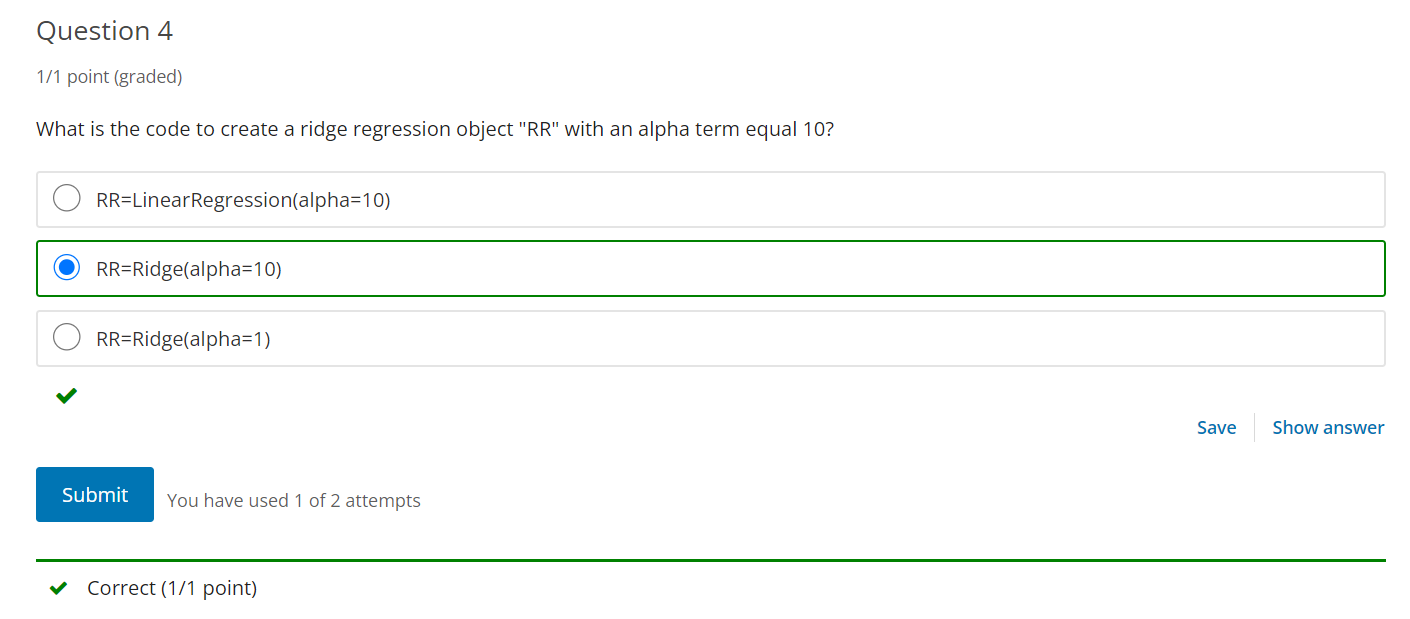 Question 4
1/1 point (graded)
What is the code to create a ridge regression object "RR" with an alpha term equal 10?
RR=LinearRegression(alpha=10)
RR=Ridge(alpha=10)
RR=Ridge(alpha=1)
Save
Show answer
Submit
You have used 1 of 2 attempts
Correct (1/1 point)